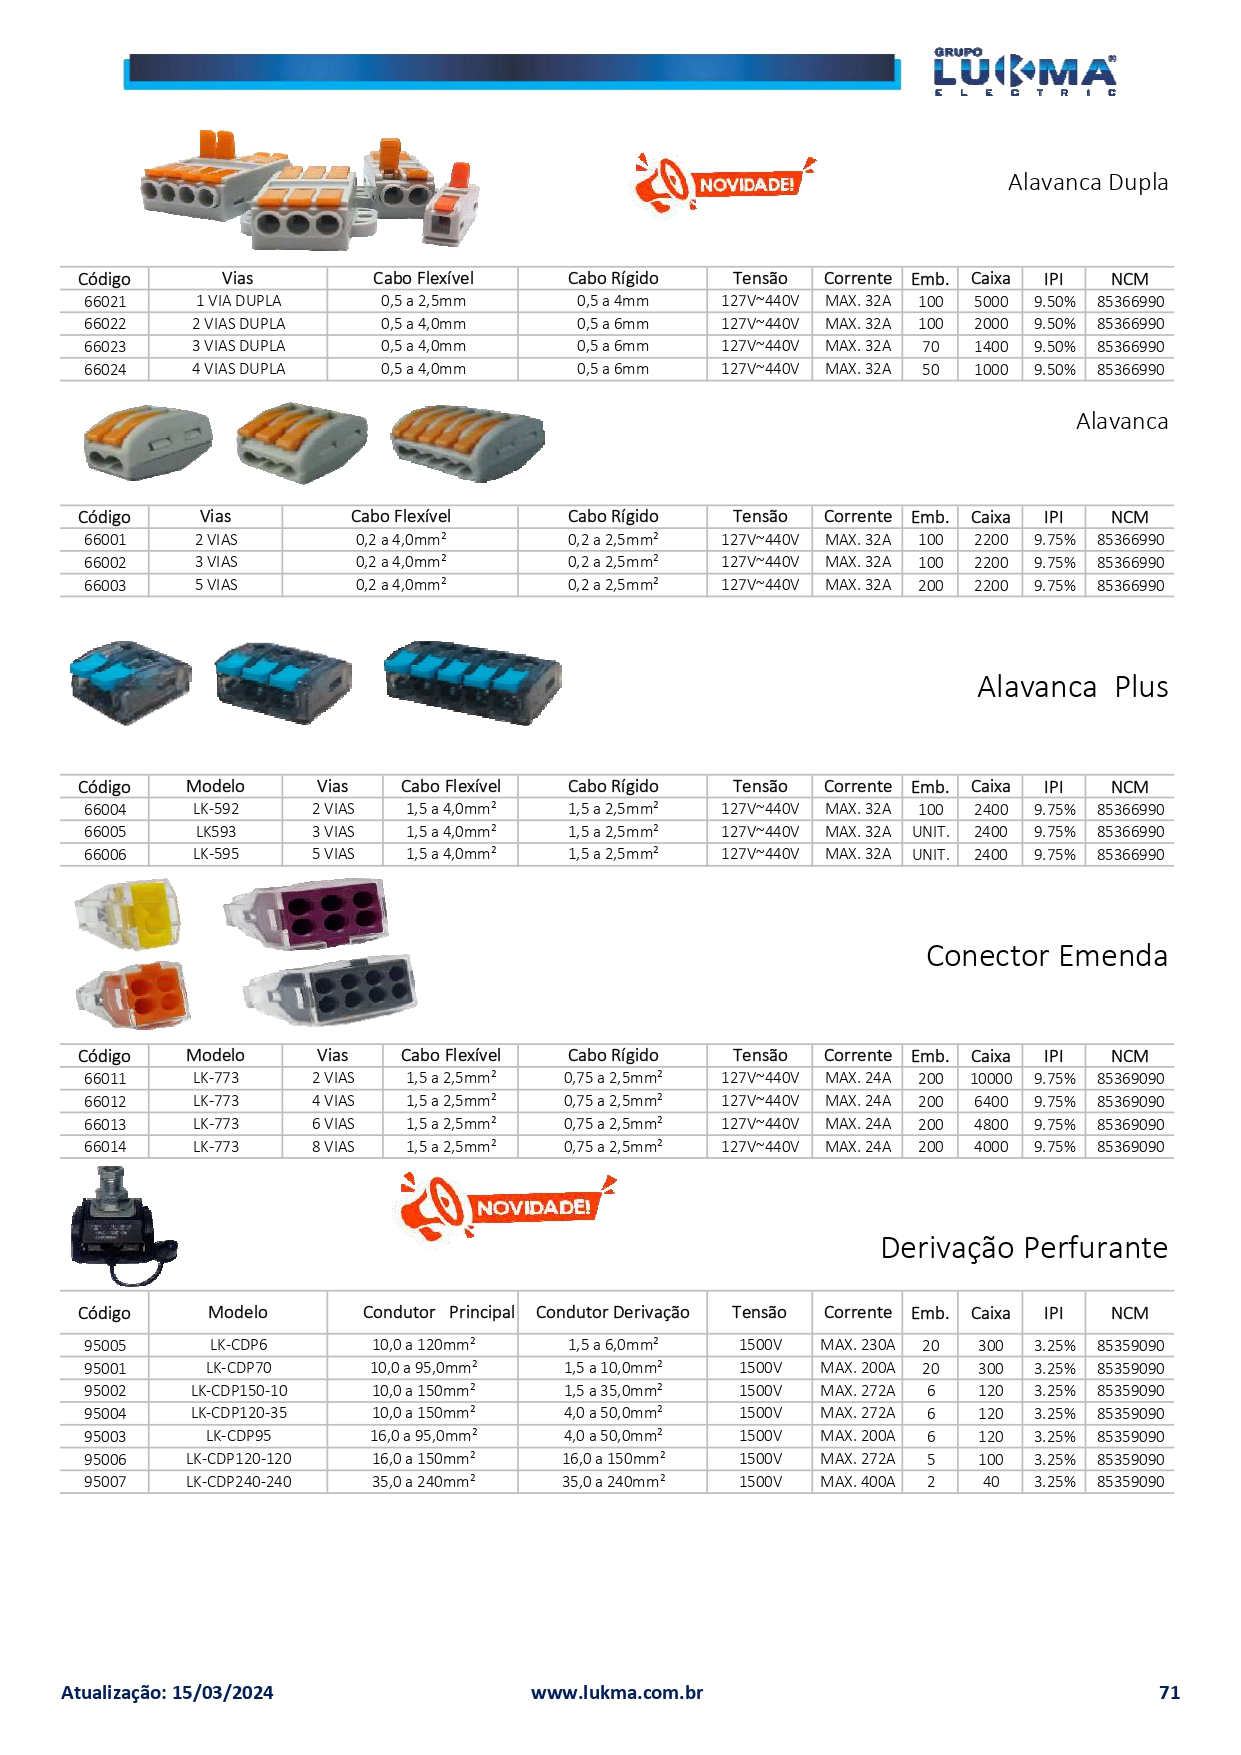 GRUPO
LUKMA®
ELECTRIC
NOVIDADE!
Alavanca Dupla
Código Vias Cabo Flexível Cabo Rígido Tensão Corrente Emb. Caixa IPI NCM
66021 1 VIA DUPLA 0,5 a 2,5mm 0,5 a 4mm 127V~440V MAX. 32A 100 5000 9.50% 85366990
66022 2 VIAS DUPLA 0,5 a 4,0mm 0,5 a 6mm 127V~440V MAX. 32A 100 2000 9.50% 85366990
66023 3 VIAS DUPLA 0,5 a 4,0mm 0,5 a 6mm 127V~440V MAX. 32A 70 1400 9.50% 85366990
66024 4 VIAS DUPLA 0,5 a 4,0mm 0,5 a 6mm 127V~440V MAX. 32A 50 1000 9.50% 85366990
Alavanca
Código Vias Cabo Flexível Cabo Rígido Tensão Corrente Emb. Caixa IPI NCM
66001 2 VIAS 0,2 a 4,0mm² 0,2 a 2,5mm² 127V~440V MAX. 32A 100 2200 9.75% 85366990
66002 3 VIAS 0,2 a 4,0mm² 0,2 a 2,5mm² 127V~440V MAX. 32A 100 2200 9.75% 85366990
66003 5 VIAS 0,2 a 4,0mm² 0,2 a 2,5mm² 127V~440V MAX. 32A 200 2200 9.75% 85366990
Alavanca Plus
Código Modelo Vias Cabo Flexível Cabo Rígido Tensão Corrente Emb. Caixa IPI NCM
66004 LK-592 2 VIAS 1,5 a 4,0mm² 1,5 a 2,5mm² 127V~440V MAX. 32A 100 2400 9.75% 85366990
66005 LK593 3 VIAS 1,5 a 4,0mm² 1,5 a 2,5mm² 127V~440V MAX. 32A UNIT. 2400 9.75% 85366990
66006 LK-595 5 VIAS 1,5 a 4,0mm² 1,5 a 2,5mm² 127V~440V MAX. 32A UNIT. 2400 9.75% 85366990
Conector Emenda
Código Modelo Vias Cabo Flexível Cabo Rígido Tensão Corrente Emb. Caixa IPI NCM
66011 LK-773 2 VIAS 1,5 a 2,5mm² 0,75 a 2,5mm² 127V~440V MAX. 24A 200 10000 9.75% 85369090
66012 LK-773 4 VIAS 1,5 a 2,5mm² 0,75 a 2,5mm² 127V~440V MAX. 24A 200 6400 9.75% 85369090
66013 LK-773 6 VIAS 1,5 a 2,5mm² 0,75 a 2,5mm² 127V~440V MAX. 24A 200 4800 9.75% 85369090
66014 LK-773 8 VIAS 1,5 a 2,5mm² 0,75 a 2,5mm² 127V~440V MAX. 24A 200 4000 9.75% 85369090
NOVIDADE!
Derivação Perfurante
Código Modelo Condutor Principal Condutor Derivação Tensão Corrente Emb. Caixa IPI NCM
95005 LK-CDP6 10,0 a 120mm² 1,5 a 6,0mm² 1500V MAX. 230A 20 300 3.25% 85359090
95001 LK-CDP70 10,0 a 95,0mm² 1,5 a 10,0mm² 1500V MAX. 200A 20 300 3.25% 85359090
95002 LK-CDP150-10 10,0 a 150mm² 1,5 a 35,0mm² 1500V MAX. 272A 6 120 3.25% 85359090
95004 LK-CDP120-35 10,0 a 150mm² 4,0 a 50,0mm² 1500V MAX. 272A 6 120 3.25% 85359090
95003 LK-CDP95 16,0 a 95,0mm² 4,0 a 50,0mm² 1500V MAX. 200A 6 120 3.25% 85359090
95006 LK-CDP120-120 16,0 a 150mm² 16,0 a 150mm² 1500V MAX. 272A 5 100 3.25% 85359090
95007 LK-CDP240-240 35,0 a 240mm² 35,0 a 240mm² 1500V MAX. 400A 2 40 3.25% 85359090
Atualização: 15/03/2024 www.lukma.com.br 71